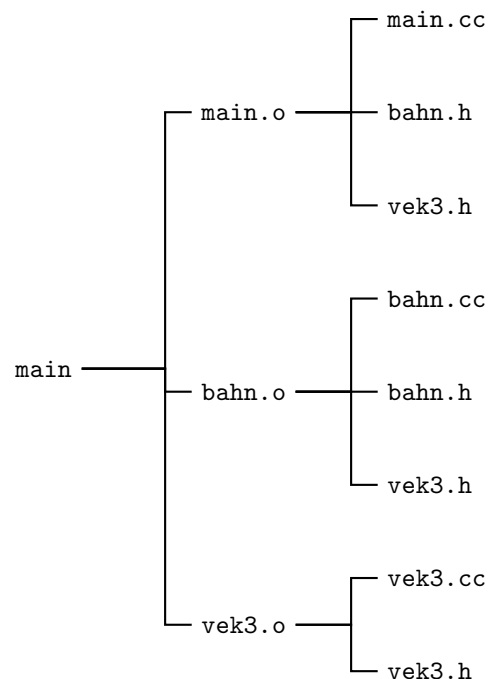 main.cc
main.o bahn.h
vek3.h
bahn.cc
main
bahn.o bahn.h
vek3.h
vek3.cc
vek3.o
vek3.h